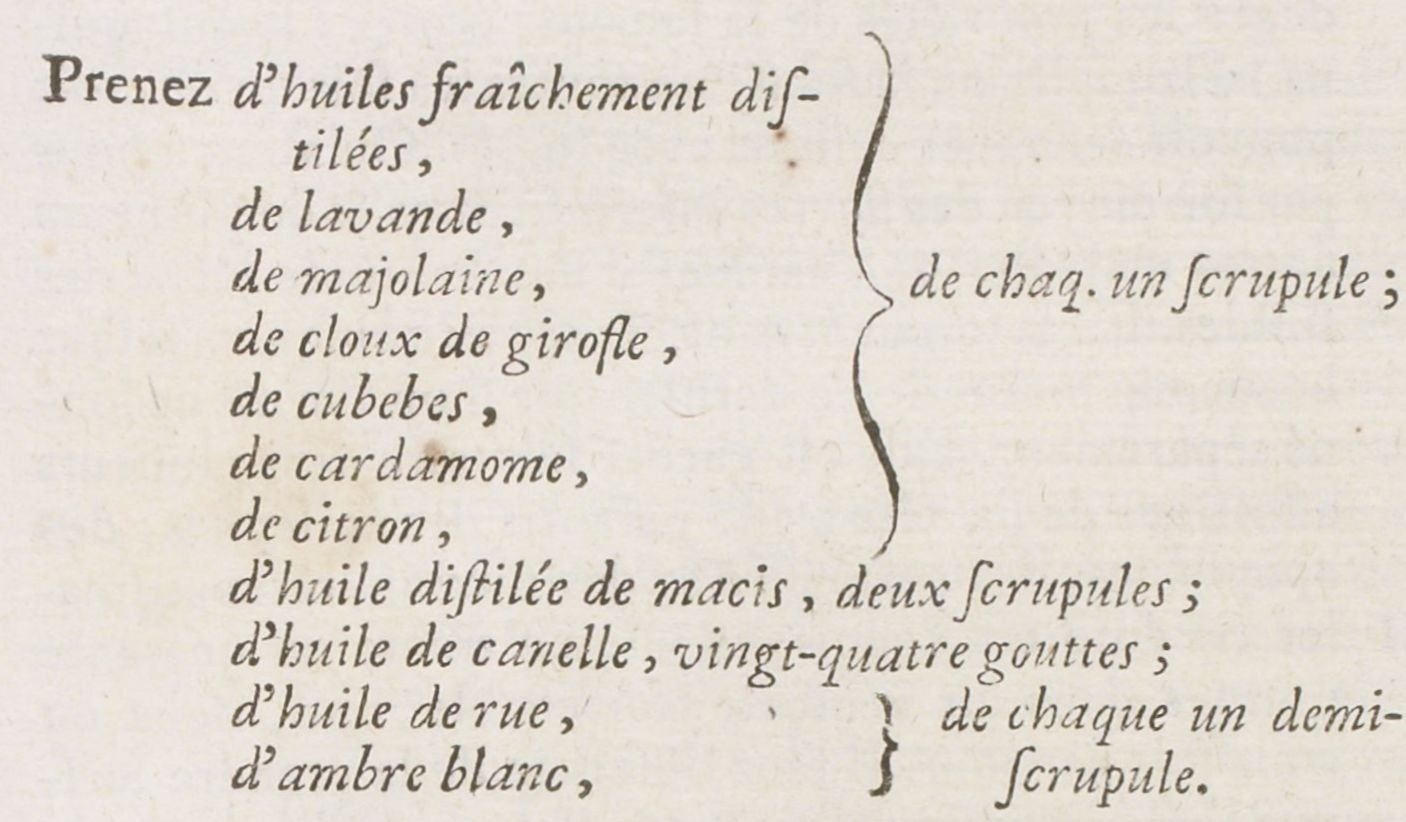 Prenez d'huiles fraîchement diſ-
tilées,
de lavande,
de majolaine,
de cloux de girofle,
de cubebes,
de cardamome,
de citron,
de chaq. un ſcrupule;
d'huile diſtilée de macis, deux ſcrupules;
d'huile de canelle, vingt-quatre gouttes;
d'huile de rue,
d'ambre blanc,
de chaque un demi-
ſcrupule.